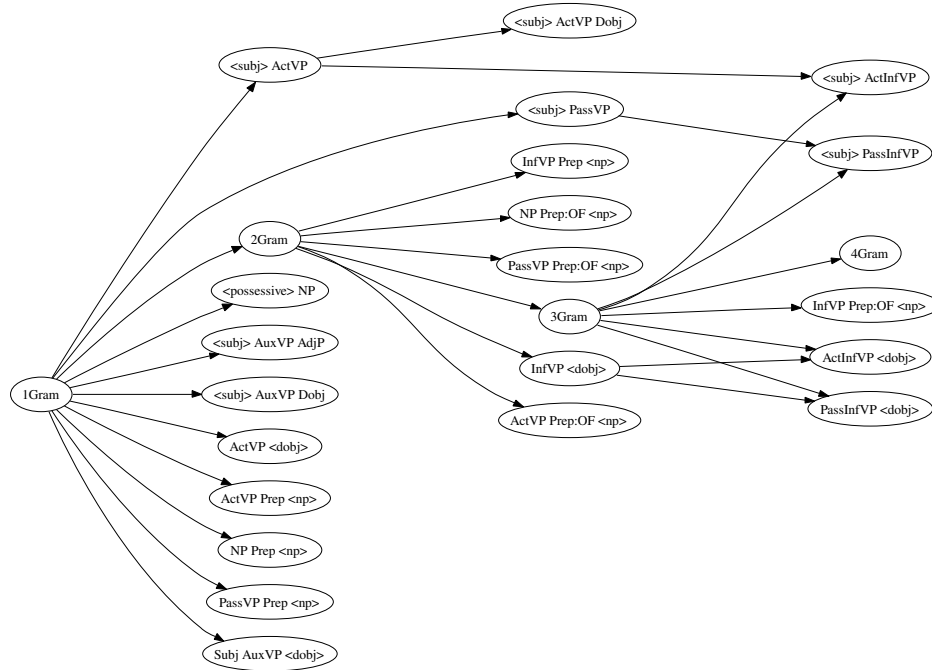 <subj> ActVP Dobj
<subj> ActVP
<subj> ActInfVP
<subj> PassVP
<subj> PassInfVP
InfVP Prep <np>
NP Prep:OF <np>
2Gram
4Gram
PassVP Prep:OF <np>
<possessive> NP
InfVP Prep:OF <np>
3Gram
<subj> AuxVP AdjP
ActInfVP <dobj>
InfVP <dobj>
1Gram
<subj> AuxVP Dobj
PassInfVP <dobj>
ActVP Prep:OF <np>
ActVP <dobj>
ActVP Prep <np>
NP Prep <np>
PassVP Prep <np>
Subj AuxVP <dobj>